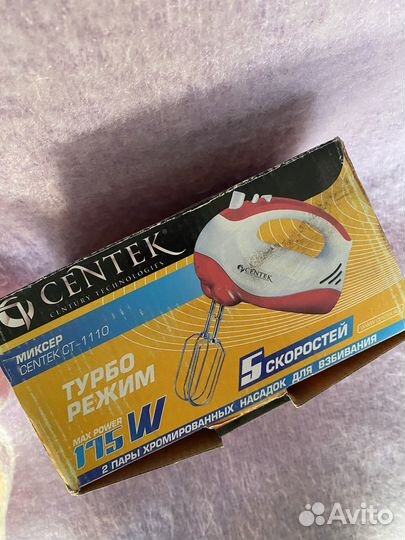 CENTEK®
CENTURY TECHNOLOGIES
МИКСЕР
CENTEK CT-1110
ТУРБО
РЕЖИМ
MAX POWER
175 W
CENTEK
5 СКОРОСТЕЙ
2 ПАРЫ ХРОМИРОВАННЫХ НАСАДОК ДЛЯ ВЗБИВАНИЯ
Avito